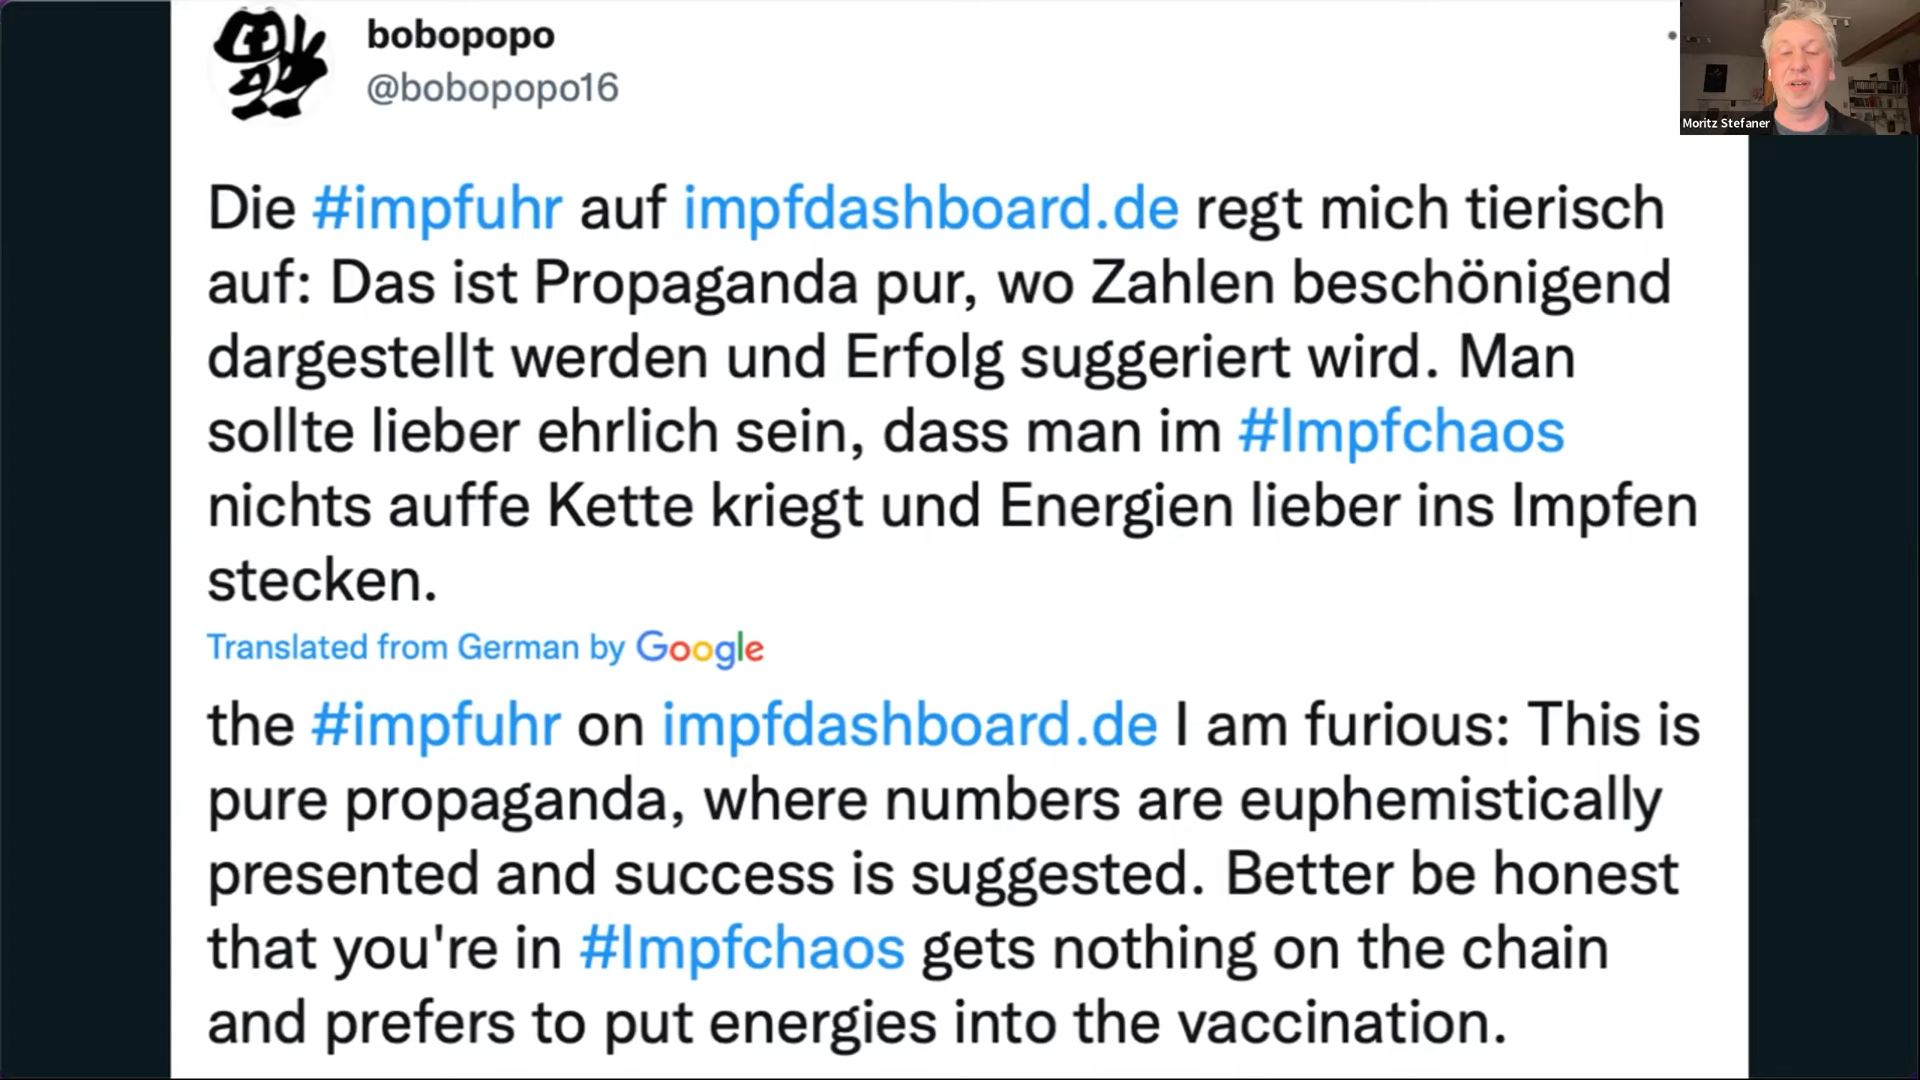 bobopopo
@bobopopo16
Moritz Stefaner
Die #impfuhr auf impfdashboard.de regt mich tierisch
auf: Das ist Propaganda pur, wo Zahlen beschönigend
dargestellt werden und Erfolg suggeriert wird. Man
sollte lieber ehrlich sein, dass man im #Impfchaos
nichts auffe Kette kriegt und Energien lieber ins Impfen
stecken.
Translated from German by Google
the #impfuhr on impfdashboard.de I am furious: This is
pure propaganda, where numbers are euphemistically
presented and success is suggested. Better be honest
that you're in #Impfchaos gets nothing on the chain
and prefers to put energies into the vaccination.